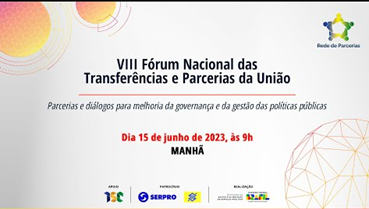 Rede de Parcerias
VIII Fórum Nacional das
Transferências e Parcerias da União
Parcerias e diálogos para melhoria da governança e da gestão das políticas públicas
Dia 15 de junho de 2023, às 9h
MANHÃ
APOIO
PATROCÍNIO
REALIZAÇÃO
SERPRO